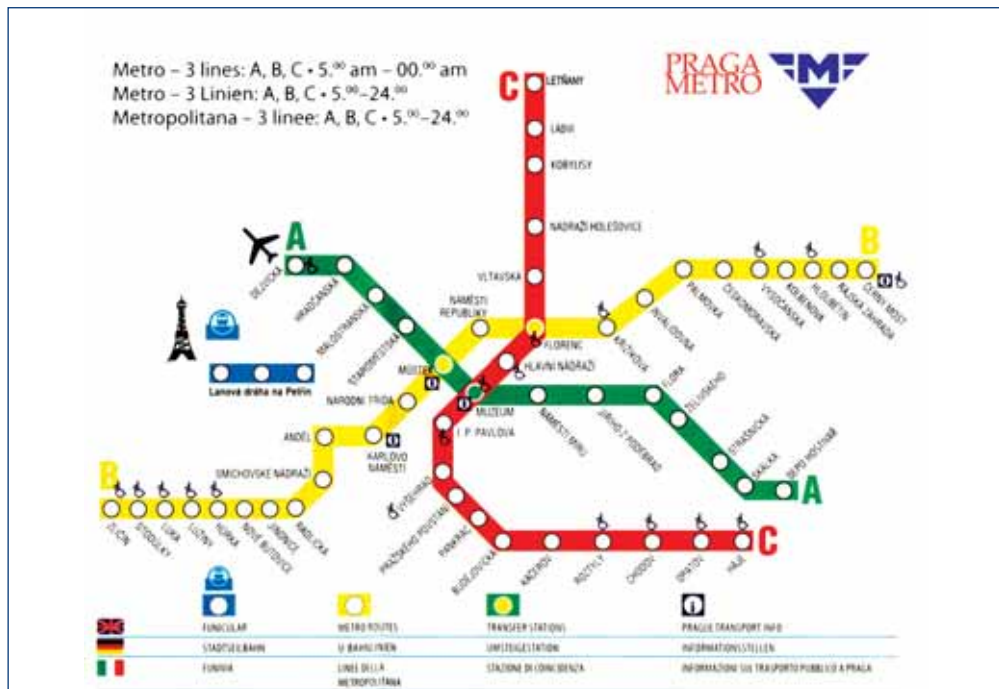 Metro – 3 lines: A, B, C • 5.⁰⁰ am – 00.⁰⁰ am
Metro – 3 Linien: A, B, C • 5.⁰⁰–24.⁰⁰
Metropolitana – 3 linee: A, B, C • 5.⁰⁰–24.⁰⁰
PRAGA
METRO
M
C
LETŇANY
LÁDVÍ
KOBYLISY
NÁDRAŽÍ HOLEŠOVICE
VLTAVSKÁ
FLORENC
HLAVNÍ NÁDRAŽÍ
MUZEUM
I. P. PAVLOVA
VYŠEHRAD
PRAŽSKÉHO POVSTÁNÍ
PANKRÁC
BUDĚJOVICKÁ
KAČEROV
ROZTYLY
CHODOV
OPATOV
HÁJE
C
A
DEJVICKÁ
HRADČANSKÁ
MALOSTRANSKÁ
STAROMĚSTSKÁ
MŮSTEK
NÁMĚSTÍ MÍRU
JIŘÍHO Z PODĚBRAD
FLORA
ŽELIVSKÉHO
STRAŠNICKÁ
SKALKA
DEPO HOSTIVAŘ
A
B
ZLIČÍN
STODŮLKY
LUKA
LUŽINY
HŮRKA
NOVÉ BUTOVICE
JINONICE
RADLICKÁ
SMÍCHOVSKÉ NÁDRAŽÍ
ANDĚL
KARLOVO
NÁMĚSTÍ
NÁRODNÍ TŘÍDA
NÁMĚSTÍ
REPUBLIKY
KŘIŽÍKOVA
INVALIDOVNA
PALMOVKA
ČESKOMORAVSKÁ
VYSOČANSKÁ
KOLBENOVA
HLOUBĚTÍN
RAJSKÁ ZAHRADA
ČERNÝ MOST
B
Lanová dráha na Petřín
FUNICULAR
METRO ROUTES
TRANSFER STATIONS
PRAGUE TRANSPORT INFO
STADTSEILBAHN
U BAHNLINIEN
UMSTEIGESTATION
INFORMATIONSSTELLEN
FUNIVIA
LINEE DELLA
METROPOLITANA
STAZIONE DI COINCIDENZA
INFORMAZIONI SUL TRASPORTO PUBBLICO A PRAGA